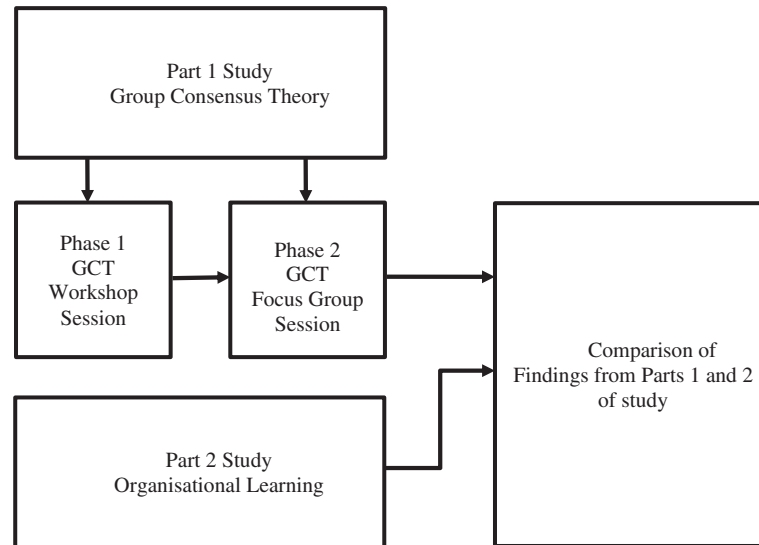 Part 1 Study
Group Consensus Theory
Phase 1
GCT
Workshop
Session
Phase 2
GCT
Focus Group
Session
Comparison of
Findings from Parts 1 and 2
of study
Part 2 Study
Organisational Learning